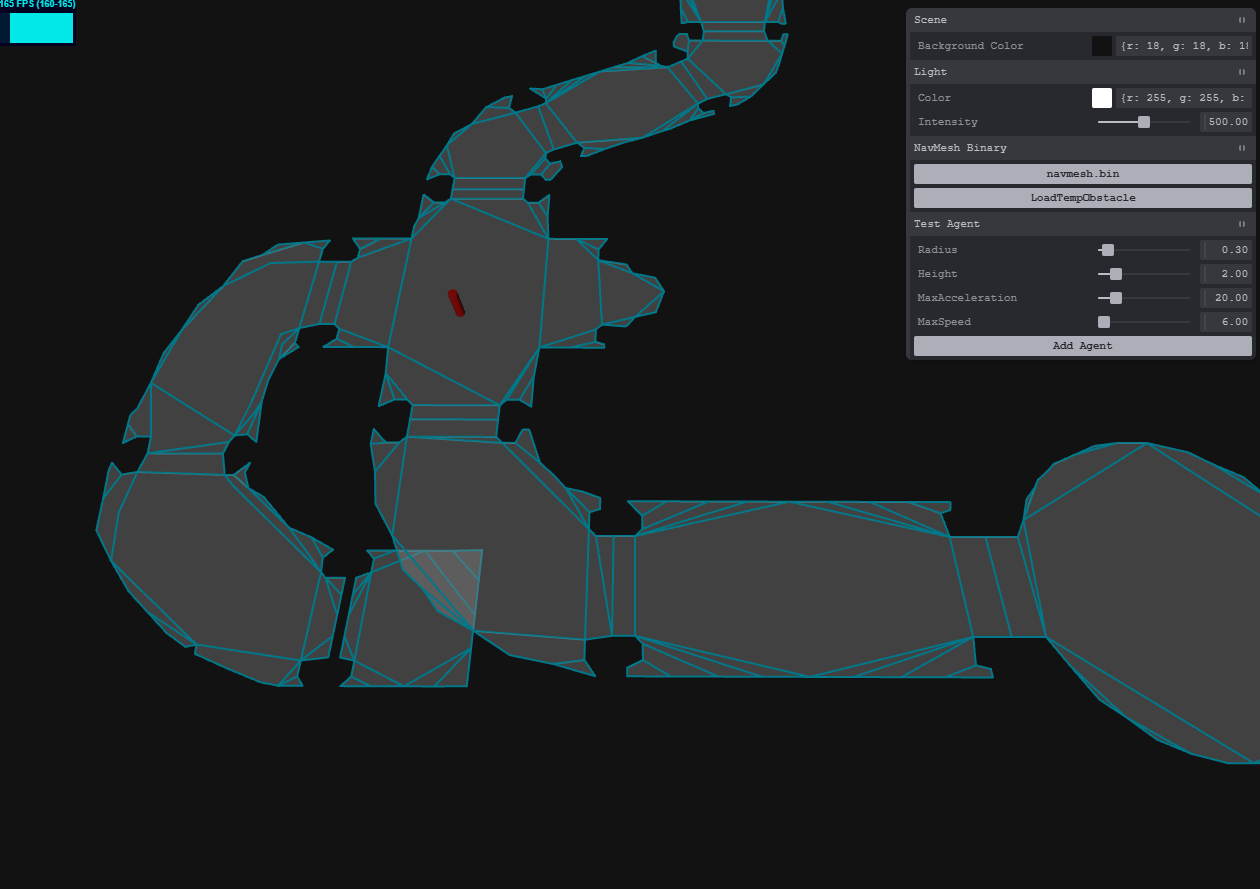 165 FPS (160-165)
Scene
Background Color {r: 18, g: 18, b: 18
Light
Color {r: 255, g: 255, b:
Intensity 500.00
NavMesh Binary
navmesh.bin
LoadTempObstacle
Test Agent
Radius 0.30
Height 2.00
MaxAcceleration 20.00
MaxSpeed 6.00
Add Agent